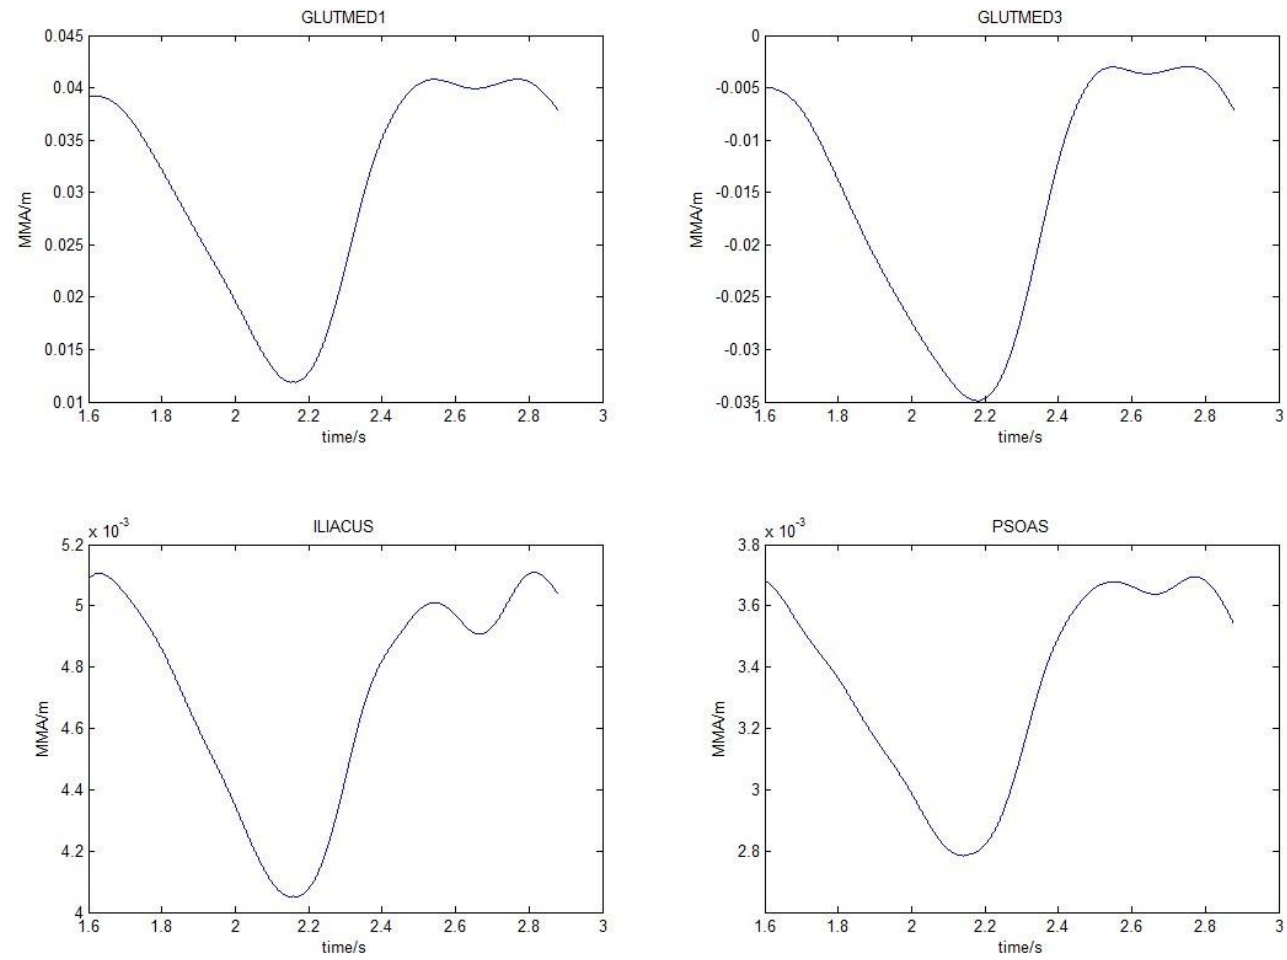 GLUTMED1
0.045
0.04
0.035
0.03
0.025
0.02
0.015
0.01
MMA/m
1.6 1.8 2 2.2 2.4 2.6 2.8 3
time/s
GLUTMED3
0
-0.005
-0.01
-0.015
-0.02
-0.025
-0.03
-0.035
MMA/m
1.6 1.8 2 2.2 2.4 2.6 2.8 3
time/s
ILIACUS
x 10-3
5.2
5
4.8
4.6
4.4
4.2
4
MMA/m
1.6 1.8 2 2.2 2.4 2.6 2.8 3
time/s
PSOAS
x 10-3
3.8
3.6
3.4
3.2
3
2.8
MMA/m
1.6 1.8 2 2.2 2.4 2.6 2.8 3
time/s